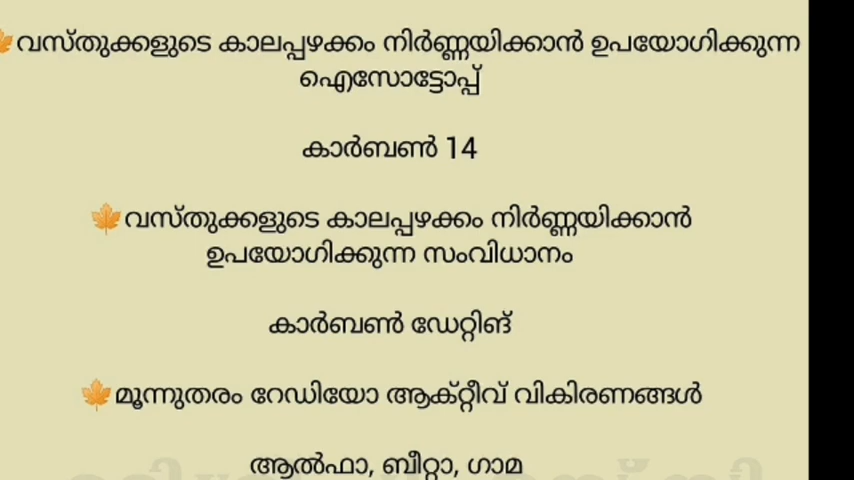 വസ്തുക്കളുടെ കാലപ്പഴക്കം നിർണ്ണയിക്കാൻ ഉപയോഗിക്കുന്ന
ഐസോട്ടോപ്പ്
കാർബൺ 14
വസ്തുക്കളുടെ കാലപ്പഴക്കം നിർണ്ണയിക്കാൻ
ഉപയോഗിക്കുന്ന സംവിധാനം
കാർബൺ ഡേറ്റിങ്
മൂന്നുതരം റേഡിയോ ആക്റ്റീവ് വികിരണങ്ങൾ
ആൽഫാ, ബീറ്റാ, ഗാമ